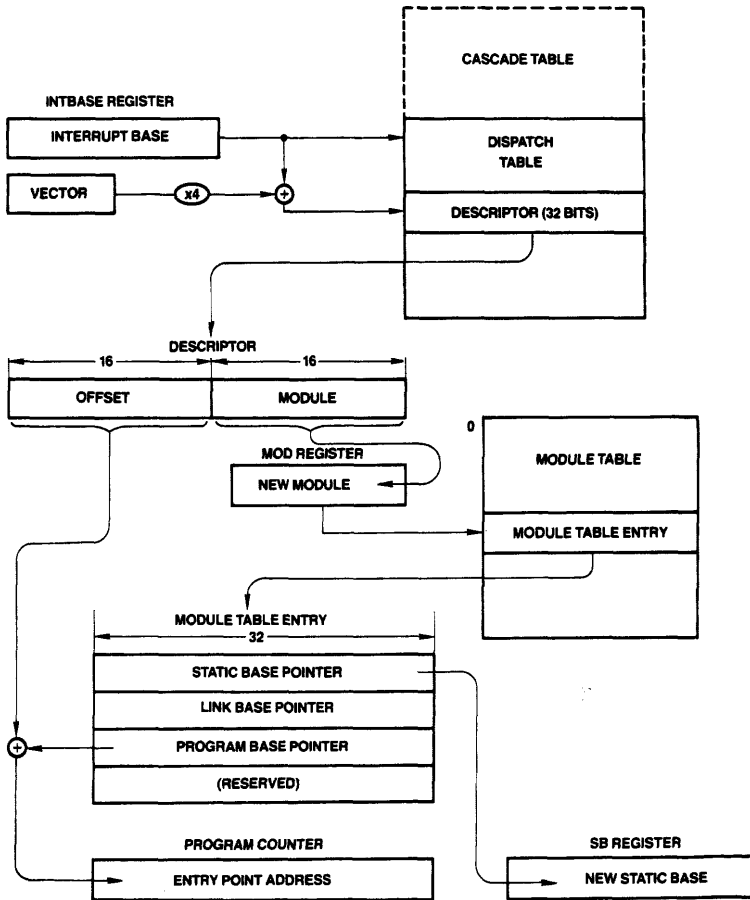 CASCADE TABLE
INTBASE REGISTER
INTERRUPT BASE
DISPATCH
TABLE
VECTOR
x4
+
DESCRIPTOR (32 BITS)
DESCRIPTOR
16
16
OFFSET
MODULE
0
MOD REGISTER
NEW MODULE
MODULE TABLE
MODULE TABLE ENTRY
MODULE TABLE ENTRY
32
STATIC BASE POINTER
LINK BASE POINTER
+
PROGRAM BASE POINTER
(RESERVED)
PROGRAM COUNTER
ENTRY POINT ADDRESS
SB REGISTER
NEW STATIC BASE